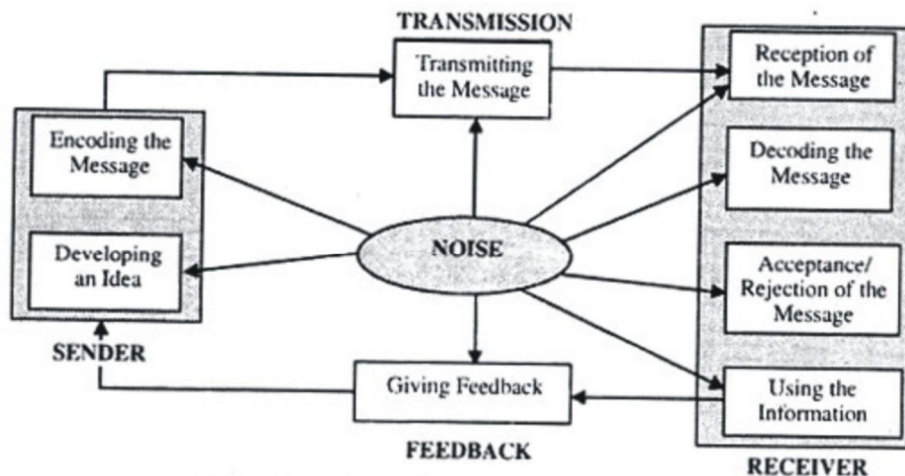 TRANSMISSION
Transmitting
the Message
Reception of
the Message
Encoding the
Message
Decoding the
Message
NOISE
Developing
an Idea
Acceptance/
Rejection of the
Message
SENDER
Giving Feedback
Using the
Information
FEEDBACK
RECEIVER